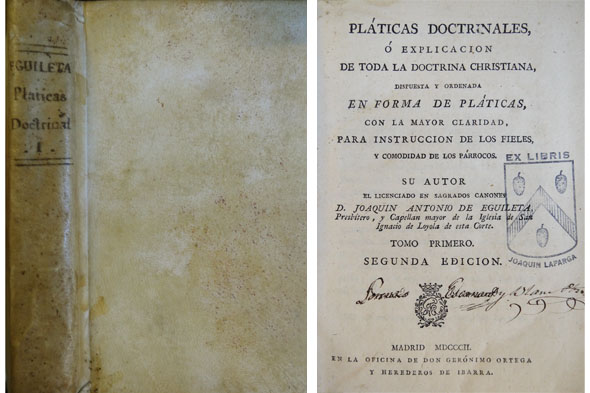 EGUILETA
Platicas
Doctrinal
I
PLÁTICAS DOCTRINALES,
Ó EXPLICACION
DE TODA LA DOCTRINA CHRISTIANA,
DISPUESTA Y ORDENADA
EN FORMA DE PLÁTICAS,
CON LA MAYOR CLARIDAD,
PARA INSTRUCCION DE LOS FIELES,
Y COMODIDAD DE LOS PÁRROCOS.
EX LIBRIS
SU AUTOR
EL LICENCIADO EN SAGRADOS CANONES
D. JOAQUIN ANTONIO DE EGUILETA,
Presbítero, y Capellan mayor de la Iglesia de San
Ignacio de Loyola de esta Corte.
JOAQUIN LAPARGA
TOMO PRIMERO.
SEGUNDA EDICION.
MADRID MDCCCII.
EN LA OFICINA DE DON GERÓNIMO ORTEGA
Y HEREDEROS DE IBARRA.